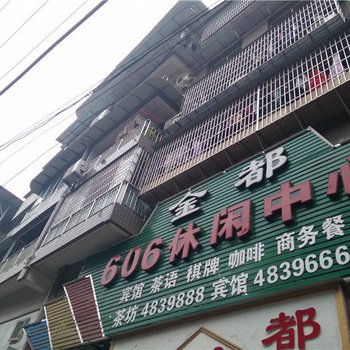 金都
606休闲中心
宾馆 茶语 棋牌 咖啡 商务餐
茶坊 4839888 宾馆 4839666
都